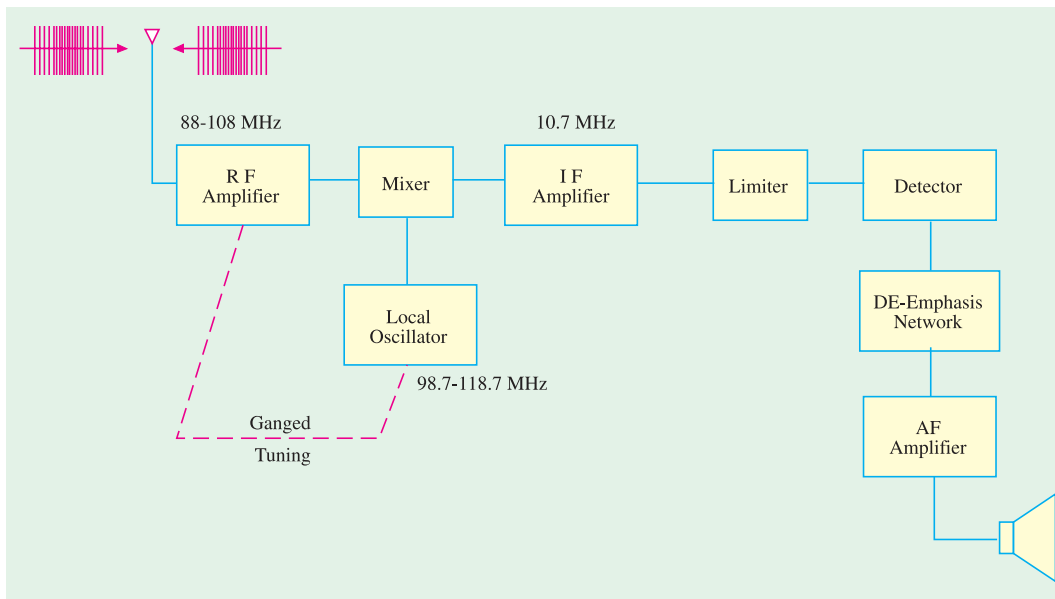 88-108 MHz
10.7 MHz
R F
Amplifier
Mixer
I F
Amplifier
Limiter
Detector
Local
Oscillator
98.7-118.7 MHz
DE-Emphasis
Network
Ganged
Tuning
AF
Amplifier